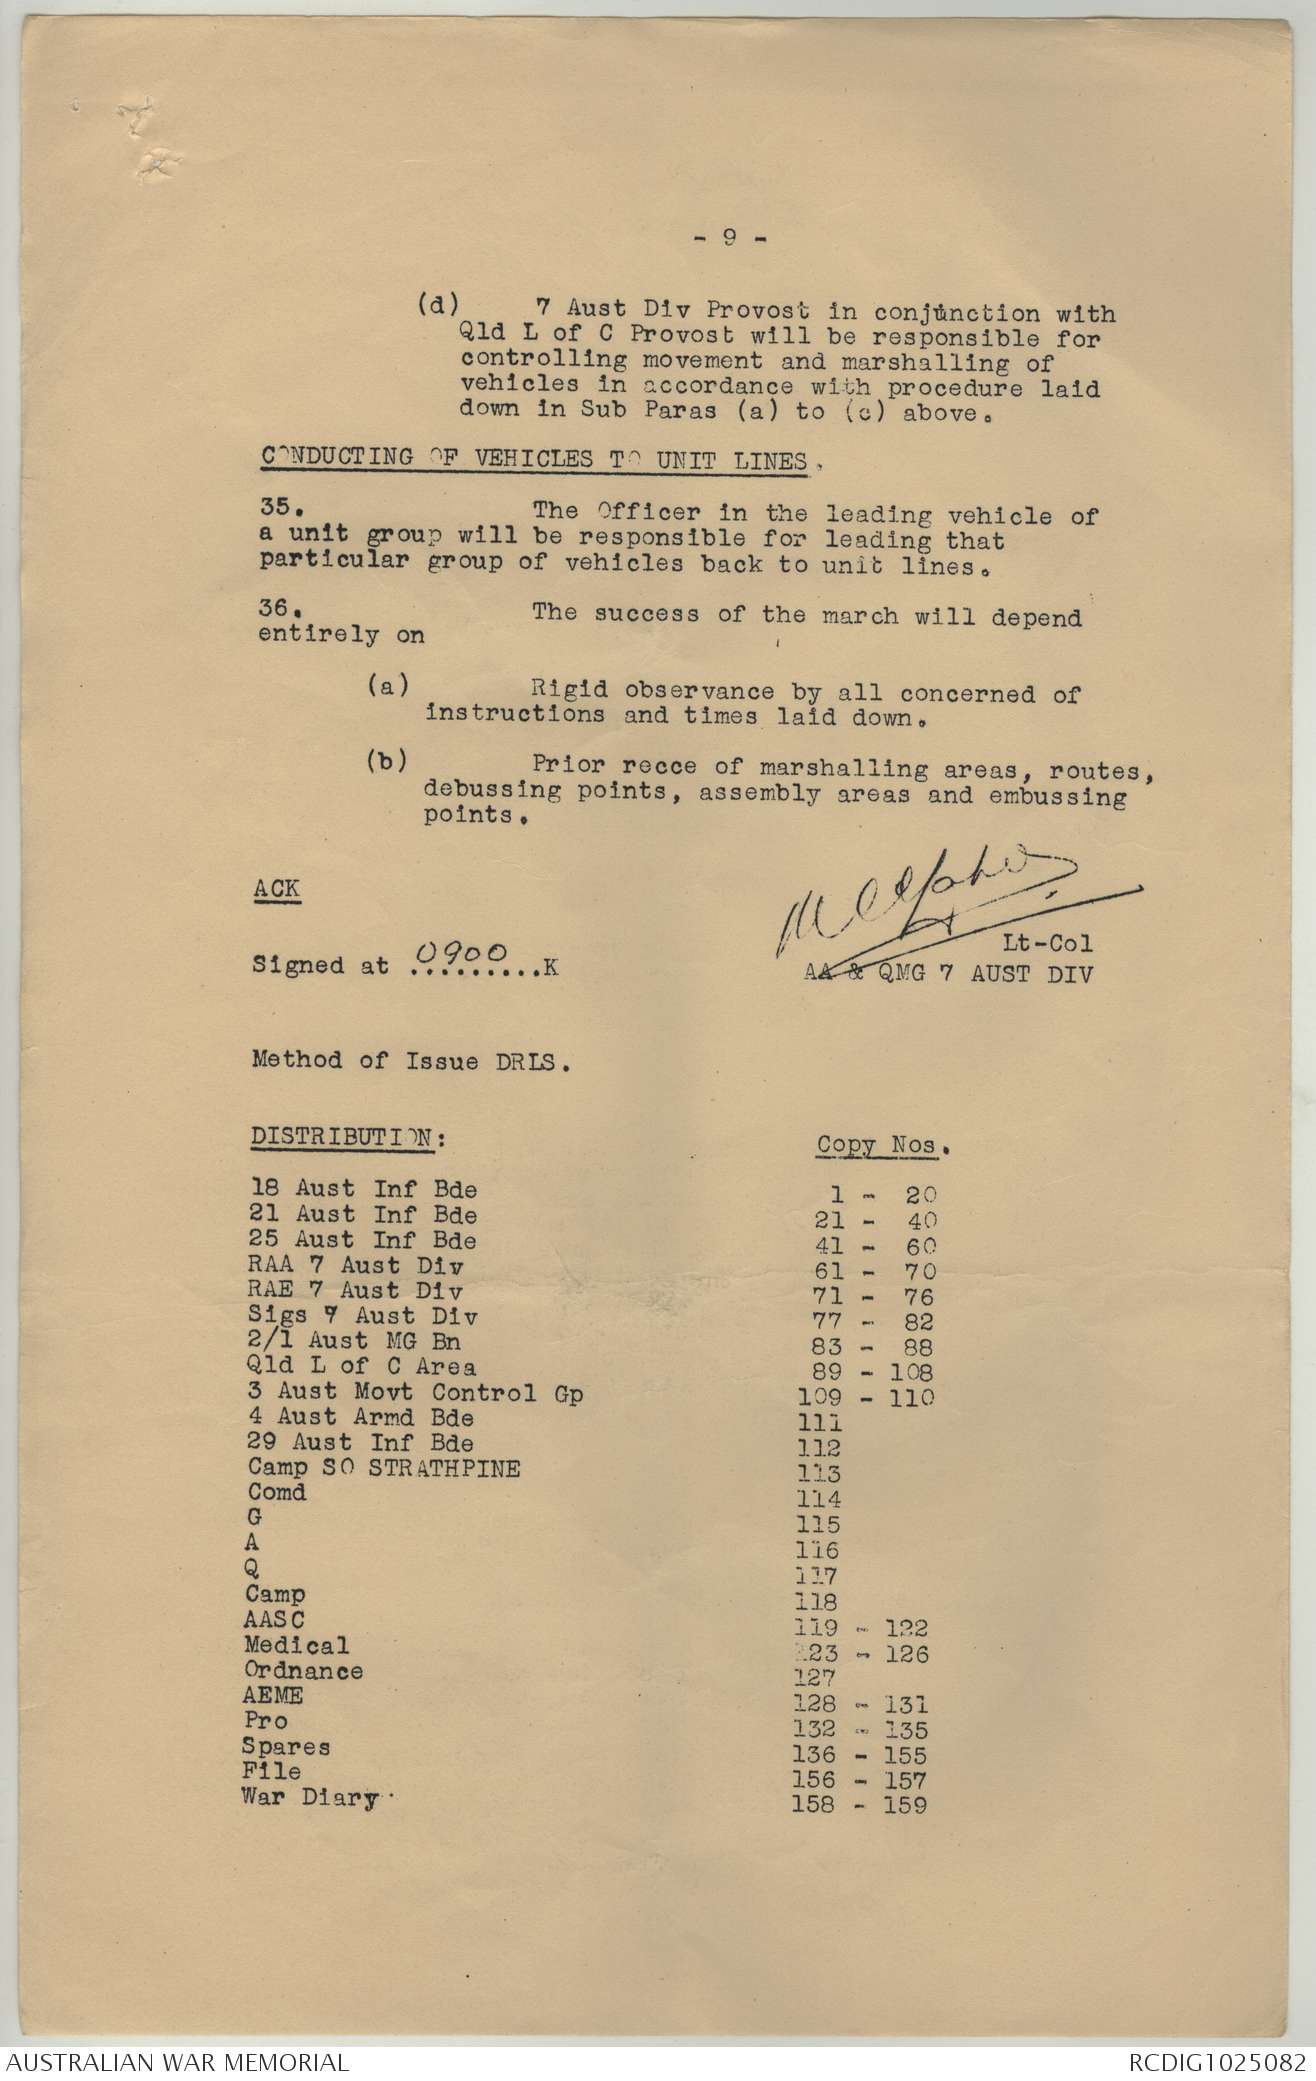 - 9 -
(d) 7 Aust Div Provost in conjunction with
Qld L of C Provost will be responsible for
controlling movement and marshalling of
vehicles in accordance with procedure laid
down in Sub Paras (a) to (c) above.
CONDUCTING OF VEHICLES TO UNIT LINES.
35. The Officer in the leading vehicle of
a unit group will be responsible for leading that
particular group of vehicles back to unit lines.
36. The success of the march will depend
entirely on
(a) Rigid observance by all concerned of
instructions and times laid down.
(b) Prior recce of marshalling areas, routes,
debussing points, assembly areas and embussing
points.
ACK
Lt-Col
Signed at 0900.........K
AA & QMG 7 AUST DIV
Method of Issue DRLS.
DISTRIBUTION: Copy Nos.
18 Aust Inf Bde 1 - 20
21 Aust Inf Bde 21 - 40
25 Aust Inf Bde 41 - 60
RAA 7 Aust Div 61 - 70
RAE 7 Aust Div 71 - 76
Sigs 7 Aust Div 77 - 82
2/1 Aust MG Bn 83 - 88
Qld L of C Area 89 - 108
3 Aust Movt Control Gp 109 - 110
4 Aust Armd Bde 111
29 Aust Inf Bde 112
Camp SO STRATHPINE 113
Comd 114
G 115
A 116
Q 117
Camp 118
AASC 119 - 122
Medical 123 - 126
Ordnance 127
AEME 128 - 131
Pro 132 - 135
Spares 136 - 155
File 156 - 157
War Diary 158 - 159
AUSTRALIAN WAR MEMORIAL RCDIG1025082